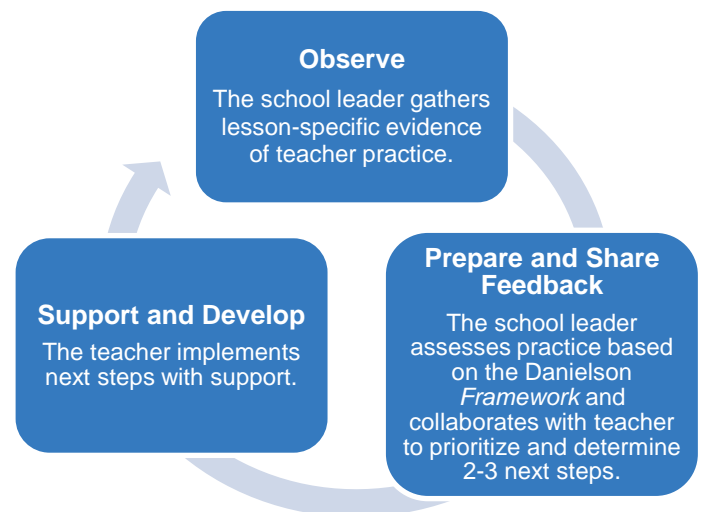 Observe
The school leader gathers
lesson-specific evidence
of teacher practice.
Prepare and Share
Feedback
The school leader
assesses practice based
on the Danielson
Framework and
collaborates with teacher
to prioritize and determine
2-3 next steps.
Support and Develop
The teacher implements
next steps with support.